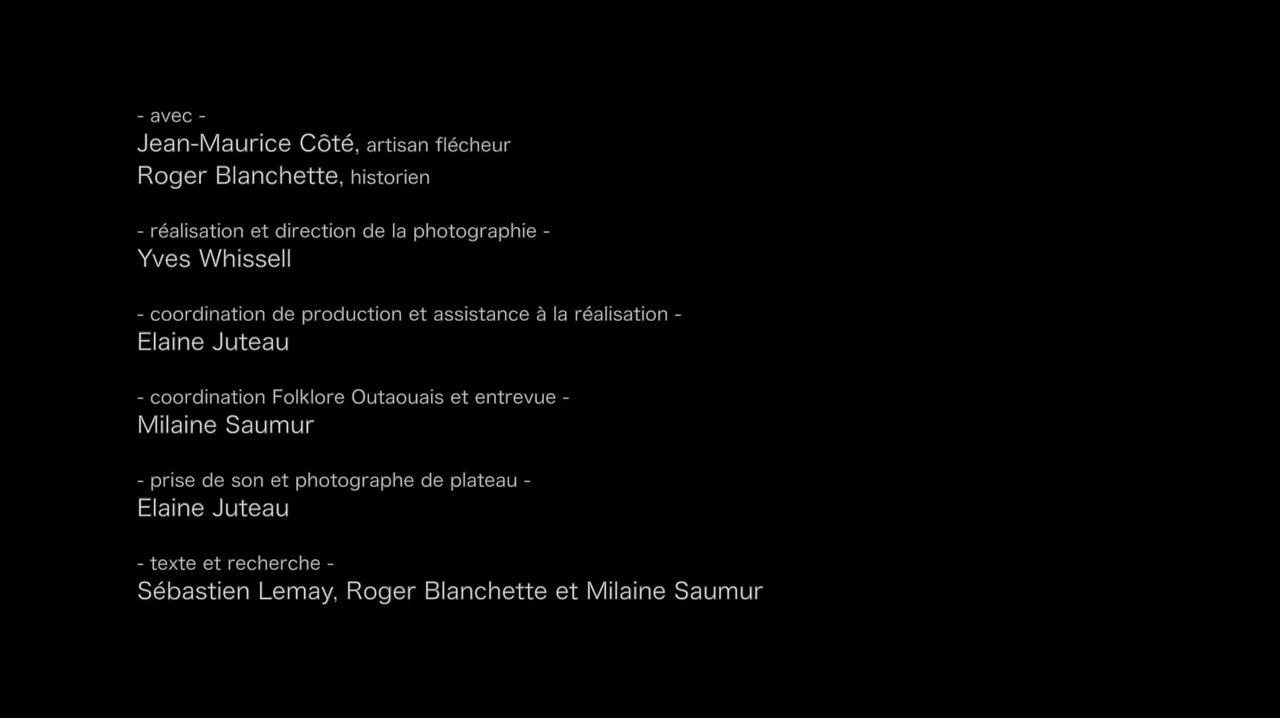 - avec -
Jean-Maurice Côté, artisan flécheur
Roger Blanchette, historien
- réalisation et direction de la photographie -
Yves Whissell
- coordination de production et assistance à la réalisation -
Elaine Juteau
- coordination Folklore Outaouais et entrevue -
Milaine Saumur
- prise de son et photographe de plateau -
Elaine Juteau
- texte et recherche -
Sébastien Lemay, Roger Blanchette et Milaine Saumur